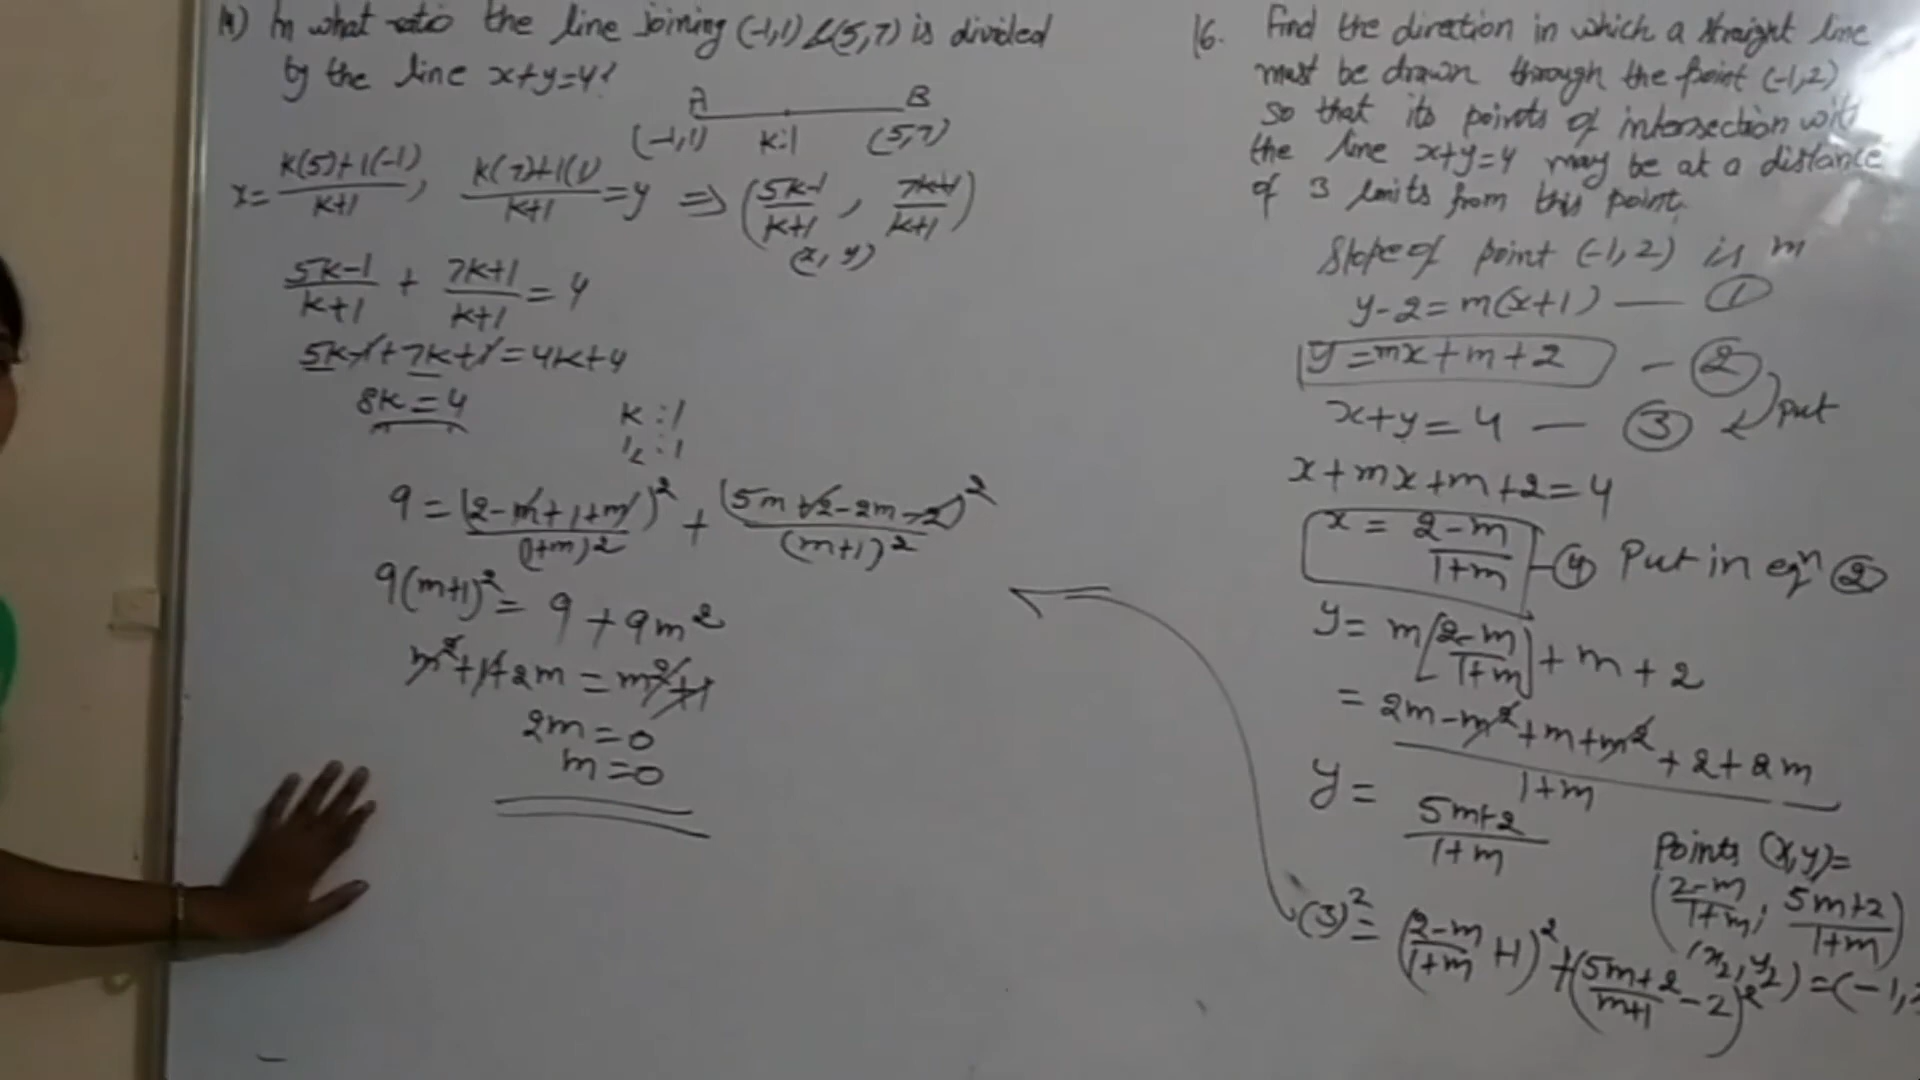 14) In what ratio the line joining (-1,1) & (5,7) is divided
by the line x+y=4?
A B
(-1,1) k:1 (5,7)
x= k(5)+1(-1)/k+1, k(7)+1(1)/k+1 =y ⇒ (5k-1/k+1, 7k+1/k+1)
(x, y)
5k-1/k+1 + 7k+1/k+1 = 4
5k-1+7k+1=4k+4
8k=4
k:1
½:1
9 = (2-m+1+m)²/(1+m)² + (5m+2-2m-2)²/(m+1)²
9(m+1)² = 9+9m²
m²+1+2m = m²+1
2m=0
m=0
16. Find the direction in which a straight line
must be drawn through the point (-1,2)
so that its points of intersection with
the line x+y=4 may be at a distance
of 3 units from this point.
Slope of point (-1,2) is m
y-2=m(x+1) — ①
y=mx+m+2 — ②
x+y=4 — ③ put
x+mx+m+2=4
x = 2-m/1+m —④ Put in eqⁿ ②
y= m[2-m/1+m]+m+2
= 2m-m²+m+m²+2+2m/1+m
y= 5m+2/1+m
Points (x,y)=
(2-m/1+m, 5m+2/1+m)
(x₂,y₂)=(-1,
(3)²= (2-m/1+m +1)²+(5m+2/m+1 -2)²